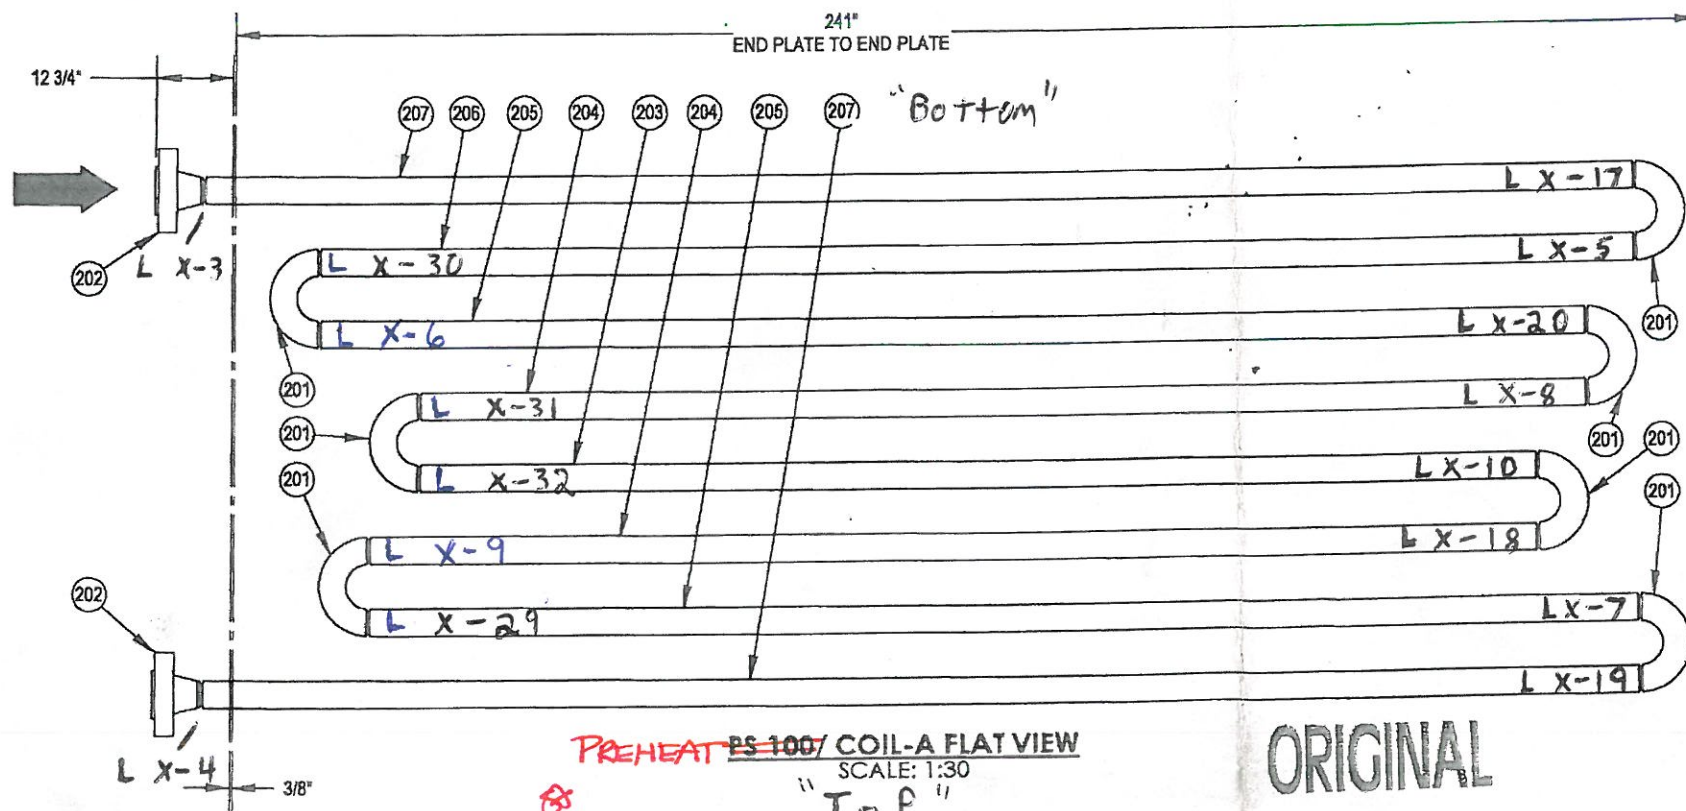 241"
END PLATE TO END PLATE
12 3/4"
207 206 205 204 203 204 205 207 "Bottom"
L X-17
202 L X-3
L X-30 L X-5
201
L X-6 L X-20
201
L X-31 L X-8
201 201 201
L X-32 L X-10
201 201
L X-9 L X-18
202
L X-29 L X-7
L X-19
PREHEAT PS 100/ COIL-A FLAT VIEW
SCALE: 1:30
"Top"
L X-4
3/8"
ORIGINAL